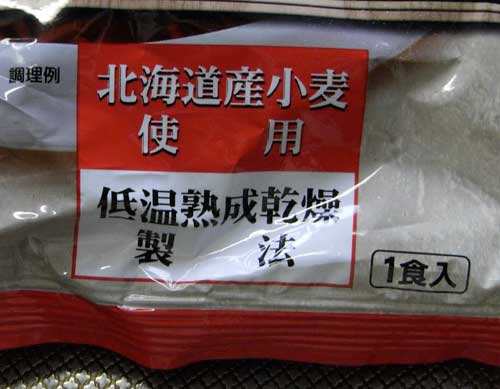 調理例
北海道産小麦
使用
低温熟成乾燥
製法
1食入